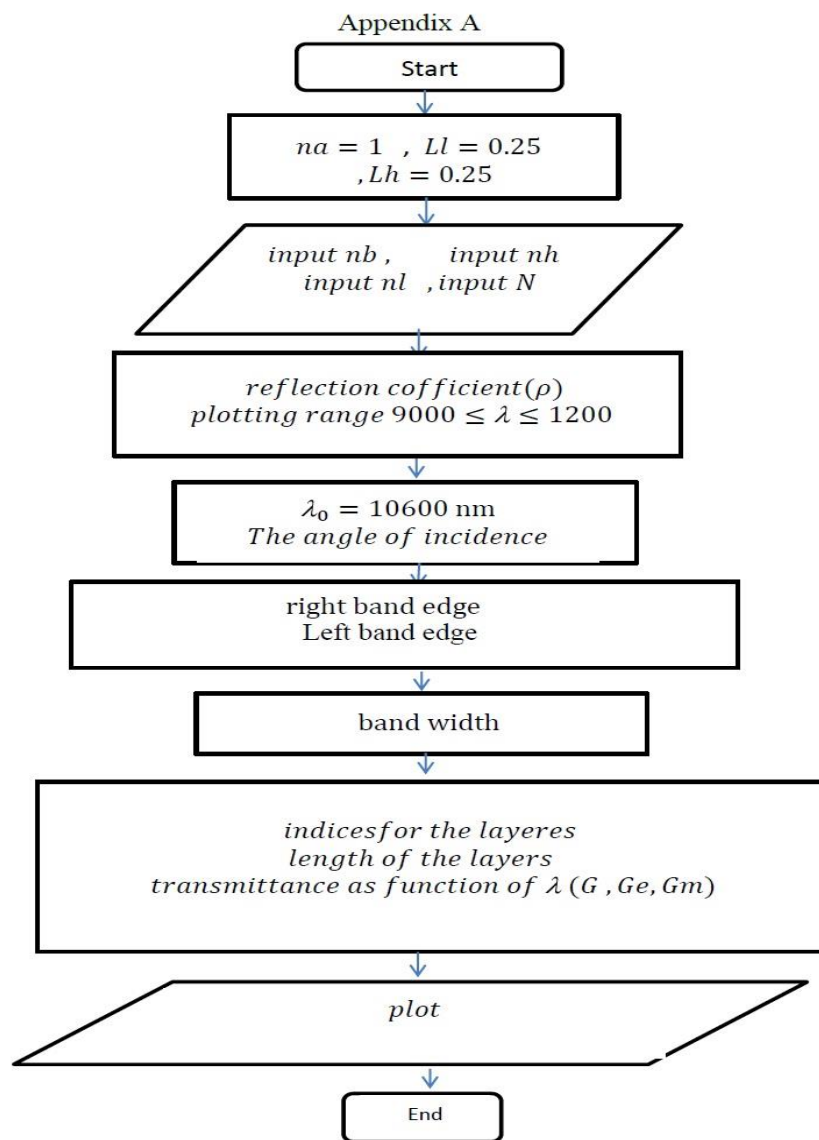 Appendix A
Start
na = 1 , Ll = 0.25
,Lh = 0.25
input nb , input nh
input nl , input N
reflection cofficient(ρ)
plotting range 9000 ≤ λ ≤ 1200
λ₀ = 10600 nm
The angle of incidence
right band edge
Left band edge
band width
indicesfor the layeres
length of the layers
transmittance as function of λ (G , Ge, Gm)
plot
End